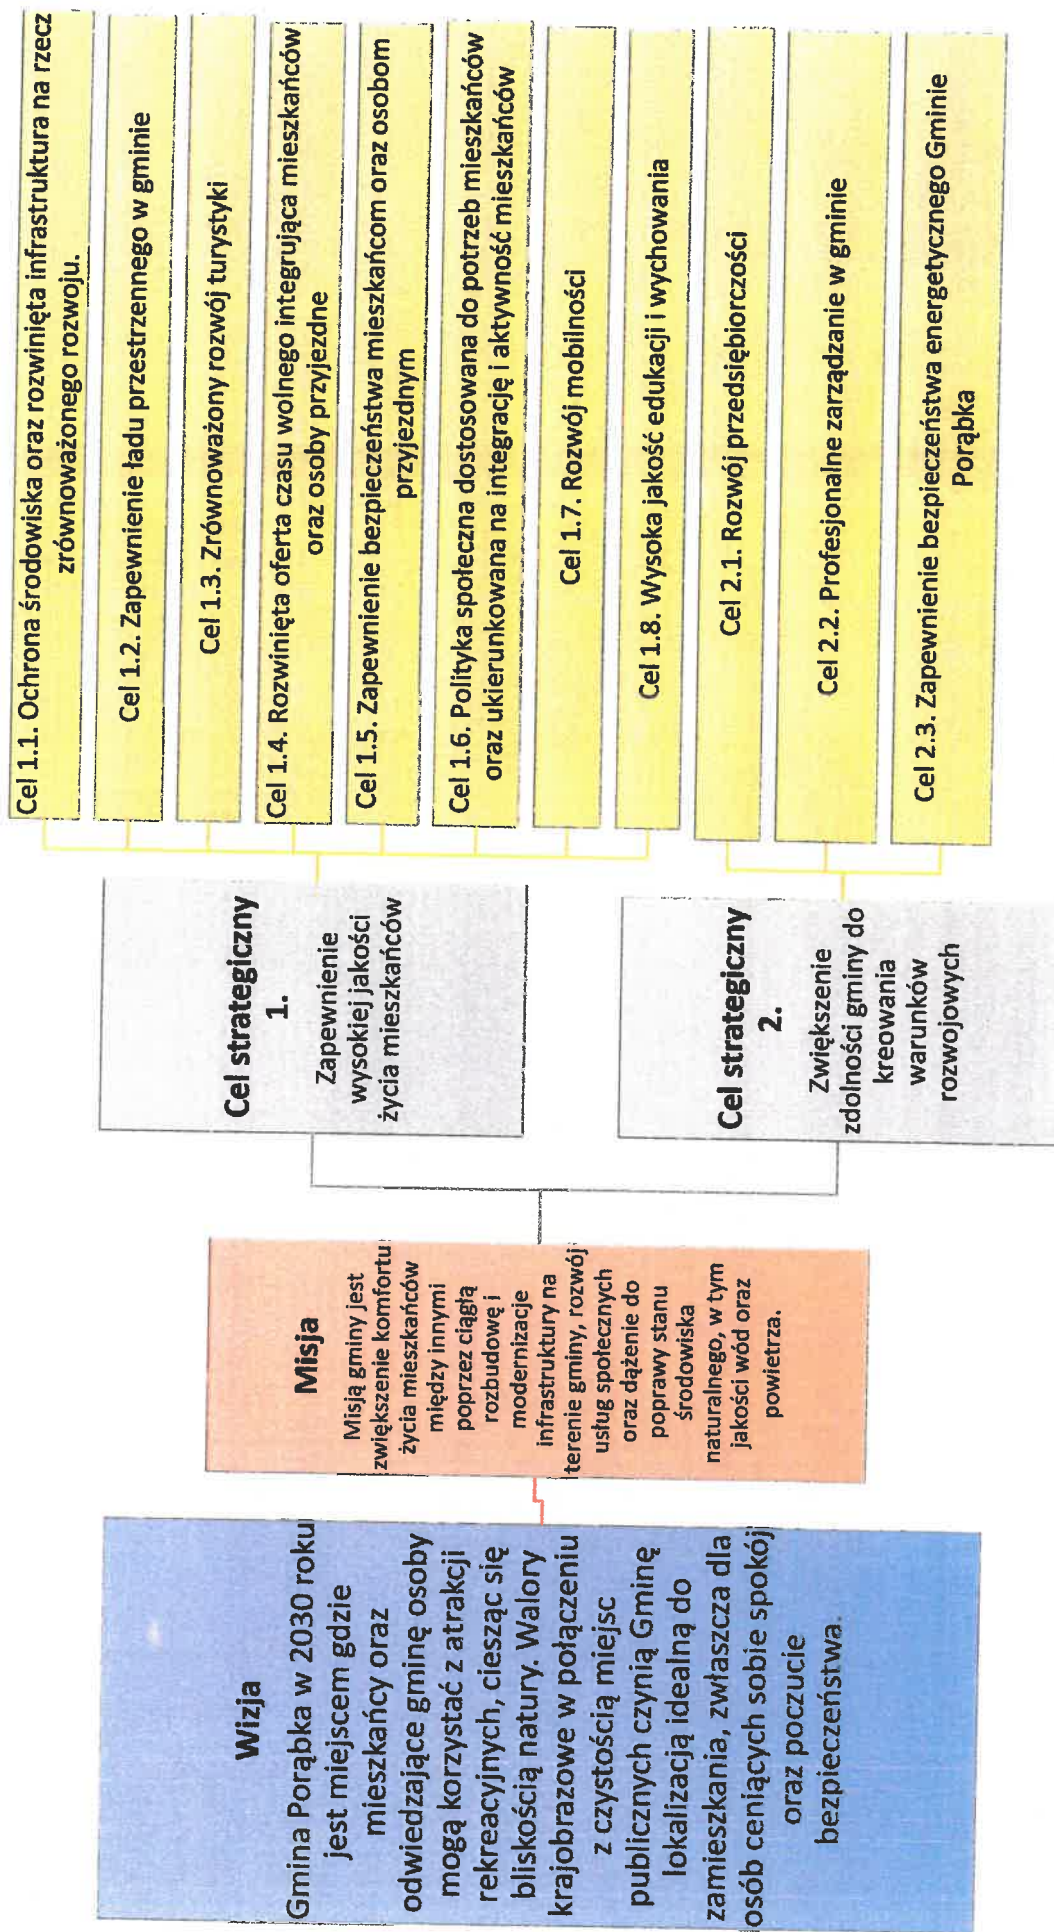 Wizja
Gmina Porąbka w 2030 roku
jest miejscem gdzie
mieszkańcy oraz
odwiedzające gminę osoby
mogą korzystać z atrakcji
rekreacyjnych, ciesząc się
bliskością natury. Walory
krajobrazowe w połączeniu
z czystością miejsc
publicznych czynią Gminę
lokalizacją idealną do
zamieszkania, zwłaszcza dla
osób ceniących sobie spokój
oraz poczucie
bezpieczeństwa.
Misja
Misją gminy jest
zwiększenie komfortu
życia mieszkańców
między innymi
poprzez ciągłą
rozbudowę i
modernizacje
infrastruktury na
terenie gminy, rozwój
usług społecznych
oraz dążenie do
poprawy stanu
środowiska
naturalnego, w tym
jakości wód oraz
powietrza.
Cel strategiczny
1.
Zapewnienie
wysokiej jakości
życia mieszkańców
Cel strategiczny
2.
Zwiększenie
zdolności gminy do
kreowania
warunków
rozwojowych
Cel 1.1. Ochrona środowiska oraz rozwinięta infrastruktura na rzecz
zrównoważonego rozwoju.
Cel 1.2. Zapewnienie ładu przestrzennego w gminie
Cel 1.3. Zrównoważony rozwój turystyki
Cel 1.4. Rozwinięta oferta czasu wolnego integrująca mieszkańców
oraz osoby przyjezdne
Cel 1.5. Zapewnienie bezpieczeństwa mieszkańcom oraz osobom
przyjezdnym
Cel 1.6. Polityka społeczna dostosowana do potrzeb mieszkańców
oraz ukierunkowana na integrację i aktywność mieszkańców
Cel 1.7. Rozwój mobilności
Cel 1.8. Wysoka jakość edukacji i wychowania
Cel 2.1. Rozwój przedsiębiorczości
Cel 2.2. Profesjonalne zarządzanie w gminie
Cel 2.3. Zapewnienie bezpieczeństwa energetycznego Gminie
Porąbka